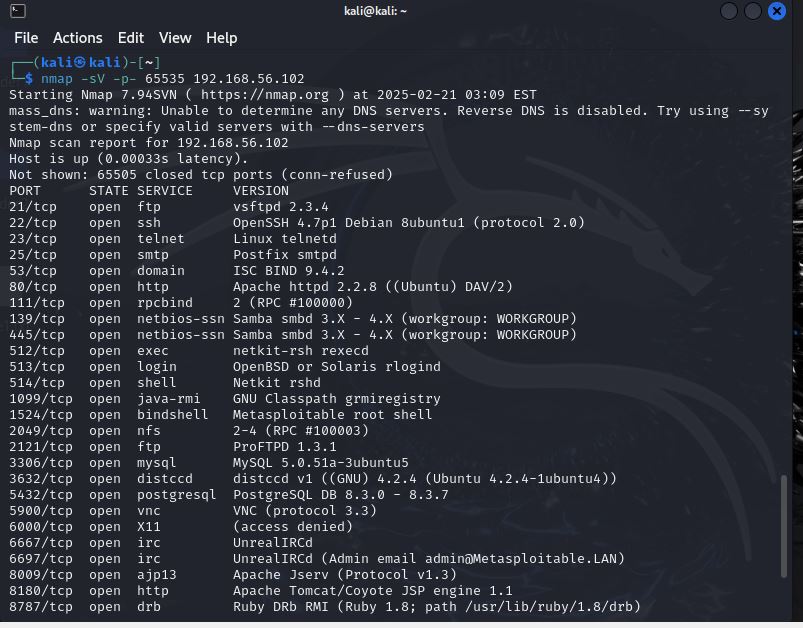 kali@kali: ~
File Actions Edit View Help
┌──(kali㉿kali)-[~]
└─$ nmap -sV -p- 65535 192.168.56.102
Starting Nmap 7.94SVN ( https://nmap.org ) at 2025-02-21 03:09 EST
mass_dns: warning: Unable to determine any DNS servers. Reverse DNS is disabled. Try using --sy
stem-dns or specify valid servers with --dns-servers
Nmap scan report for 192.168.56.102
Host is up (0.00033s latency).
Not shown: 65505 closed tcp ports (conn-refused)
PORT     STATE SERVICE     VERSION
21/tcp   open  ftp         vsftpd 2.3.4
22/tcp   open  ssh         OpenSSH 4.7p1 Debian 8ubuntu1 (protocol 2.0)
23/tcp   open  telnet      Linux telnetd
25/tcp   open  smtp        Postfix smtpd
53/tcp   open  domain      ISC BIND 9.4.2
80/tcp   open  http        Apache httpd 2.2.8 ((Ubuntu) DAV/2)
111/tcp  open  rpcbind     2 (RPC #100000)
139/tcp  open  netbios-ssn Samba smbd 3.X - 4.X (workgroup: WORKGROUP)
445/tcp  open  netbios-ssn Samba smbd 3.X - 4.X (workgroup: WORKGROUP)
512/tcp  open  exec        netkit-rsh rexecd
513/tcp  open  login       OpenBSD or Solaris rlogind
514/tcp  open  shell       Netkit rshd
1099/tcp open  java-rmi    GNU Classpath grmiregistry
1524/tcp open  bindshell   Metasploitable root shell
2049/tcp open  nfs         2-4 (RPC #100003)
2121/tcp open  ftp         ProFTPD 1.3.1
3306/tcp open  mysql       MySQL 5.0.51a-3ubuntu5
3632/tcp open  distccd     distccd v1 ((GNU) 4.2.4 (Ubuntu 4.2.4-1ubuntu4))
5432/tcp open  postgresql  PostgreSQL DB 8.3.0 - 8.3.7
5900/tcp open  vnc         VNC (protocol 3.3)
6000/tcp open  X11         (access denied)
6667/tcp open  irc         UnrealIRCd
6697/tcp open  irc         UnrealIRCd (Admin email admin@Metasploitable.LAN)
8009/tcp open  ajp13       Apache Jserv (Protocol v1.3)
8180/tcp open  http        Apache Tomcat/Coyote JSP engine 1.1
8787/tcp open  drb         Ruby DRb RMI (Ruby 1.8; path /usr/lib/ruby/1.8/drb)